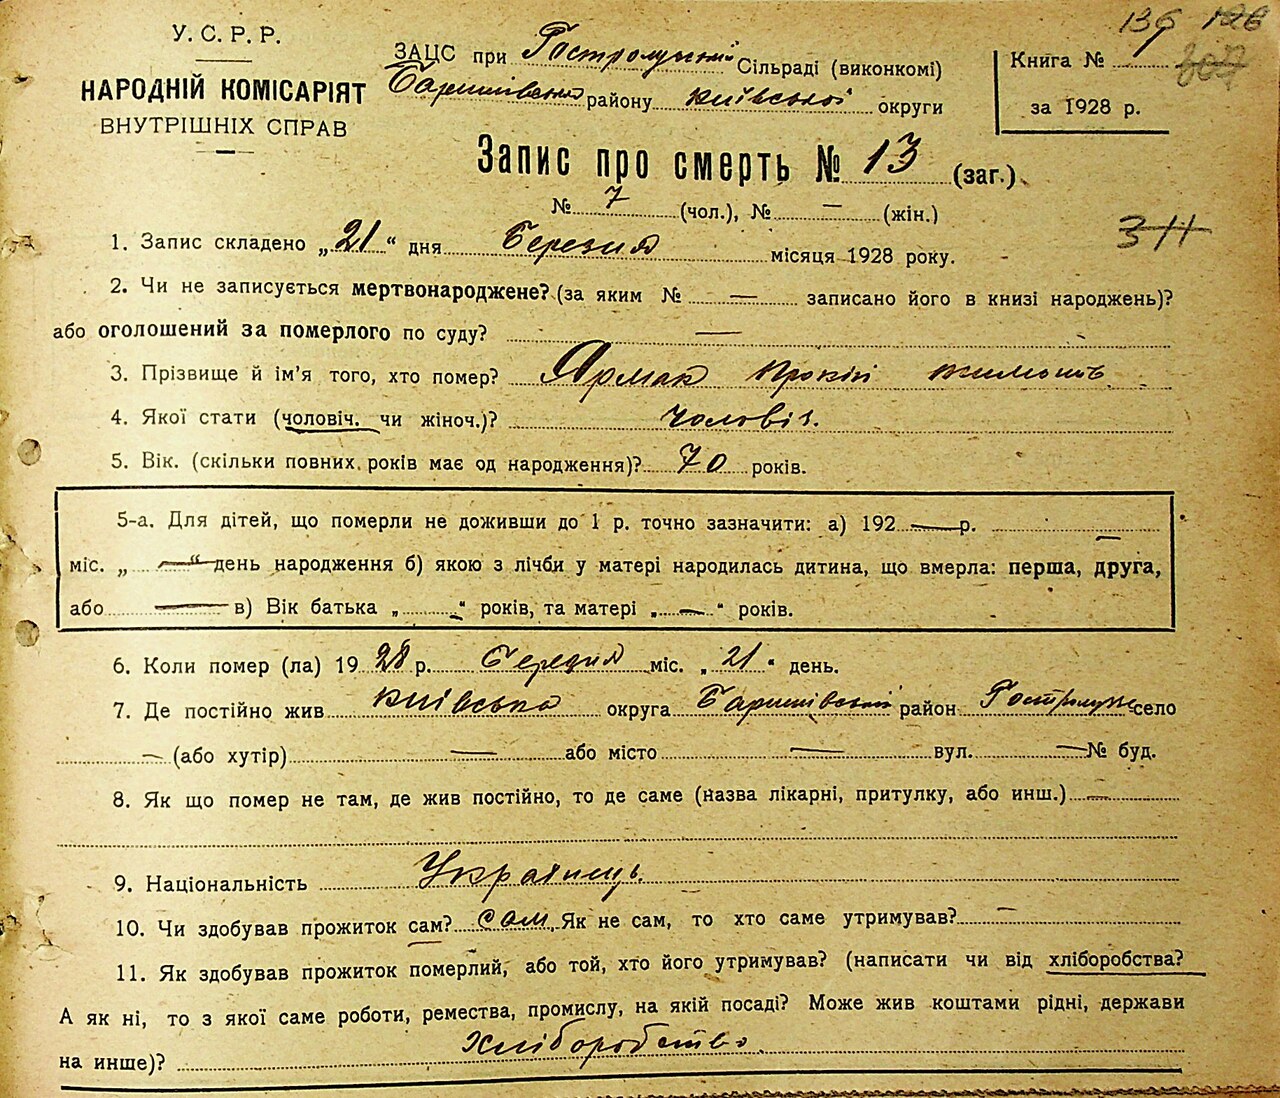 139
У. С. Р. Р.
НАРОДНІЙ КОМІСАРІЯТ
ВНУТРІШНІХ СПРАВ
ЗАЦС при Гостролуцькій Сільраді (виконкомі)
Баришівського району Київської округи
Книга №
за 1928 р.
Запис про смерть № 13 (заг.)
№ 7 (чол.), № — (жін.)
311
1. Запис складено „21“ дня Березня місяця 1928 року.
2. Чи не записується мертвонароджене? (за яким № — записано його в книзі народжень)?
або оголошений за померлого по суду? —
3. Прізвище й ім'я того, хто помер? Ярмак Прокіп
4. Якої статі (чоловіч. чи жіноч.)? чоловіч.
5. Вік. (скільки повних років має од народження)? 70 років.
5-а. Для дітей, що померли не доживши до 1 р. точно зазначити: а) 192 — р. —
міс. „ — “ день народження б) якою з лічби у матері народилась дитина, що вмерла: перша, друга,
або — в) Вік батька „ — “ років, та матері „ — “ років.
6. Коли помер (ла) 1928 р. Березня міс. „21“ день.
7. Де постійно жив Київська округа Баришівський район Гостролуччє село
— (або хутір) — або місто — вул. — № буд.
8. Як що помер не там, де жив постійно, то де саме (назва лікарні, притулку, або инш.) —
9. Національність Українець.
10. Чи здобував прожиток сам? сам. Як не сам, то хто саме утримував? —
11. Як здобував прожиток померлий, або той, хто його утримував? (написати чи від хліборобства?
А як ні, то з якої саме роботи, ремества, промислу, на якій посаді? Може жив коштами рідні, держави
на инше)? Хліборобство.